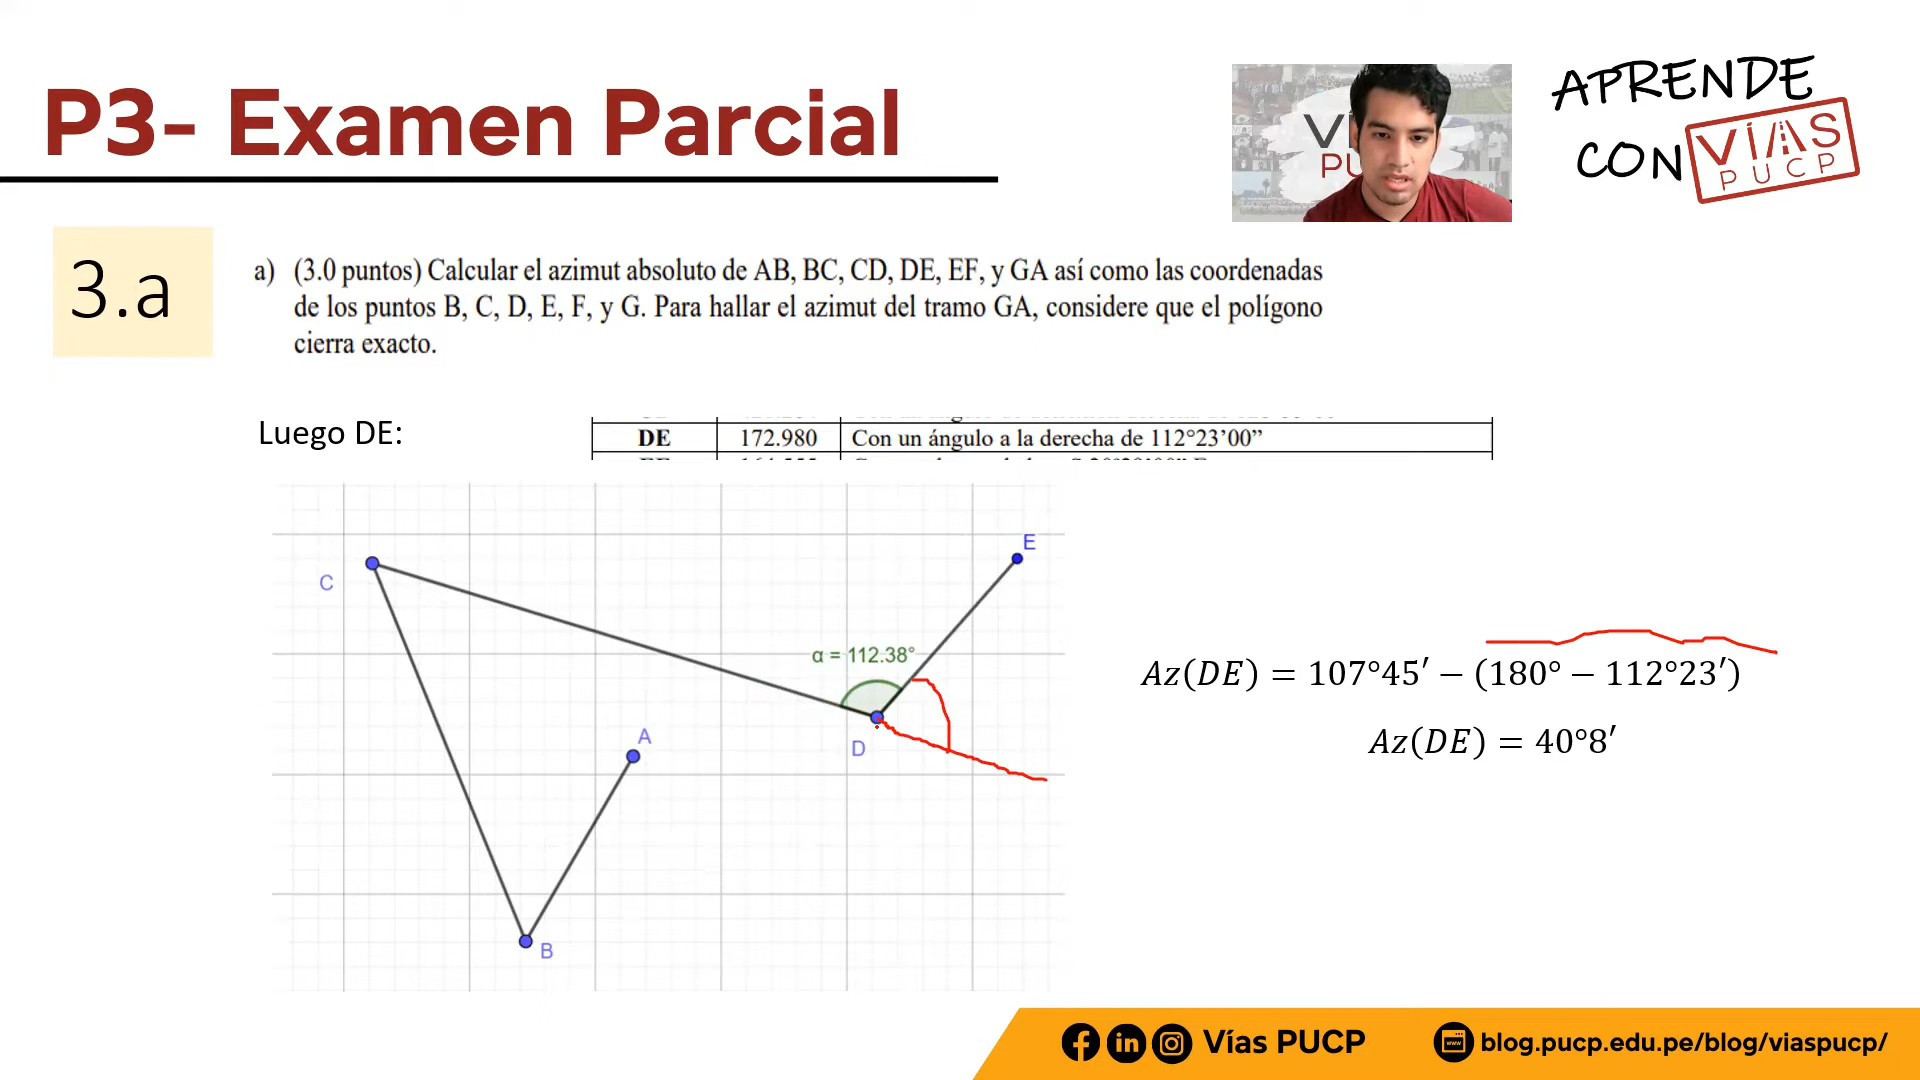 P3- Examen Parcial
APRENDE
CON VÍAS
PUCP
3.a
a) (3.0 puntos) Calcular el azimut absoluto de AB, BC, CD, DE, EF, y GA así como las coordenadas
de los puntos B, C, D, E, F, y G. Para hallar el azimut del tramo GA, considere que el polígono
cierra exacto.
Luego DE:
DE 172.980 Con un ángulo a la derecha de 112°23’00”
E
C
α = 112.38°
A
D
B
Az(DE) = 107°45′ − (180° − 112°23′)
Az(DE) = 40°8′
Vías PUCP
blog.pucp.edu.pe/blog/viaspucp/